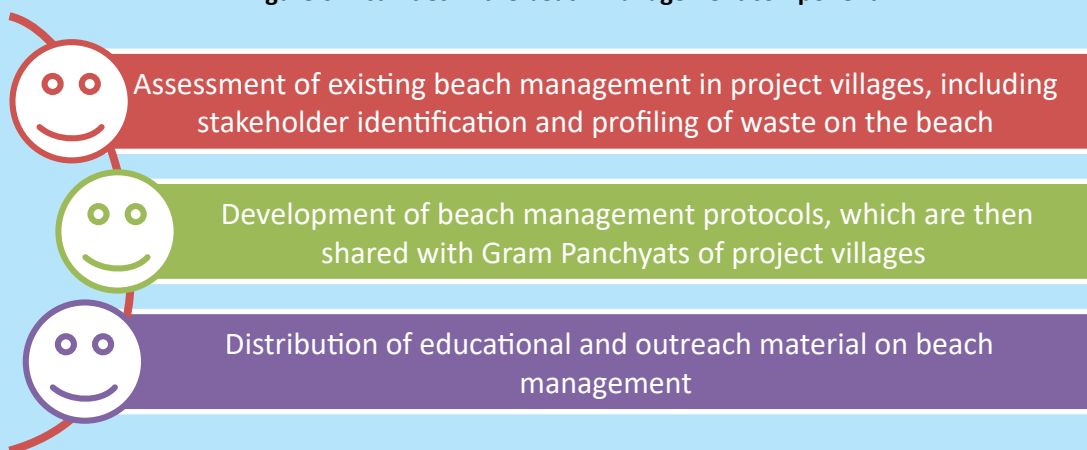 Assessment of existing beach management in project villages, including
stakeholder identification and profiling of waste on the beach
Development of beach management protocols, which are then
shared with Gram Panchyats of project villages
Distribution of educational and outreach material on beach
management